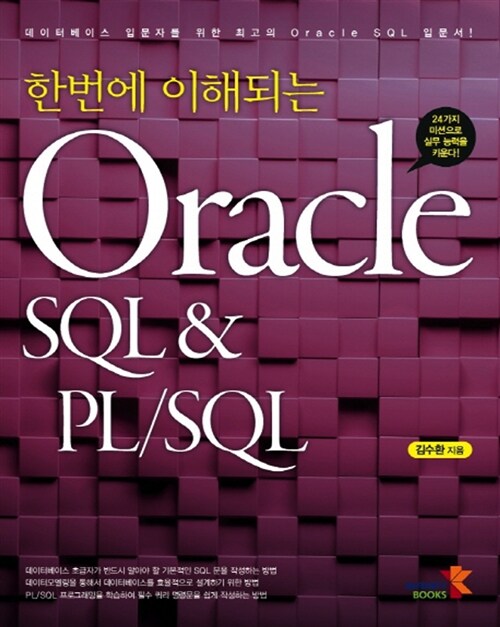 데이터베이스 입문자를 위한 최고의 Oracle SQL 입문서!
한번에 이해되는
24가지
미션으로
실무 능력을
키운다!
Oracle
SQL &
PL/SQL
김수환 지음
데이터베이스 초급자가 반드시 알아야 할 기본적인 SQL 문을 작성하는 방법
데이터모델링을 통해서 데이터베이스를 효율적으로 설계하기 위한 방법
PL/SQL 프로그래밍을 학습하여 필수 쿼리 명령문을 쉽게 작성하는 방법
BOOKS